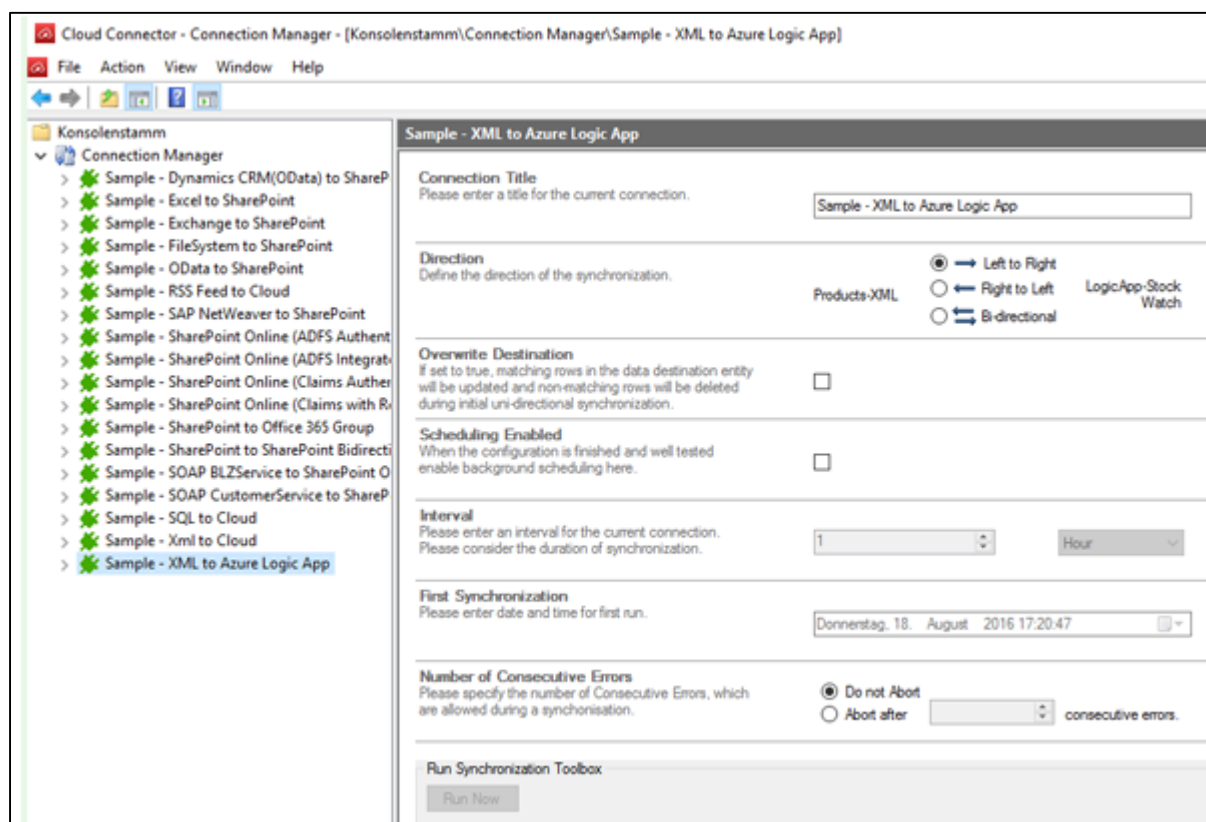 Cloud Connector - Connection Manager - [Konsolenstamm\Connection Manager\Sample - XML to Azure Logic App]
File Action View Window Help
Konsolenstamm
Connection Manager
Sample - Dynamics CRM(OData) to ShareP
Sample - Excel to SharePoint
Sample - Exchange to SharePoint
Sample - FileSystem to SharePoint
Sample - OData to SharePoint
Sample - RSS Feed to Cloud
Sample - SAP NetWeaver to SharePoint
Sample - SharePoint Online (ADFS Authent
Sample - SharePoint Online (ADFS Integrat
Sample - SharePoint Online (Claims Auther
Sample - SharePoint Online (Claims with R
Sample - SharePoint to Office 365 Group
Sample - SharePoint to SharePoint Bidirecti
Sample - SOAP BLZService to SharePoint O
Sample - SOAP CustomerService to ShareP
Sample - SQL to Cloud
Sample - Xml to Cloud
Sample - XML to Azure Logic App
Sample - XML to Azure Logic App
Connection Title
Please enter a title for the current connection.
Sample - XML to Azure Logic App
Direction
Define the direction of the synchronization.
Products-XML
Left to Right
Right to Left
Bi-directional
LogicApp-Stock
Watch
Overwrite Destination
If set to true, matching rows in the data destination entity
will be updated and non-matching rows will be deleted
during initial uni-directional synchronization.
Scheduling Enabled
When the configuration is finished and well tested
enable background scheduling here.
Interval
Please enter an interval for the current connection.
Please consider the duration of synchronization.
1
Hour
First Synchronization
Please enter date and time for first run.
Donnerstag, 18. August 2016 17:20:47
Number of Consecutive Errors
Please specify the number of Consecutive Errors, which
are allowed during a synchonisation.
Do not Abort
Abort after
consecutive errors.
Run Synchronization Toolbox
Run Now